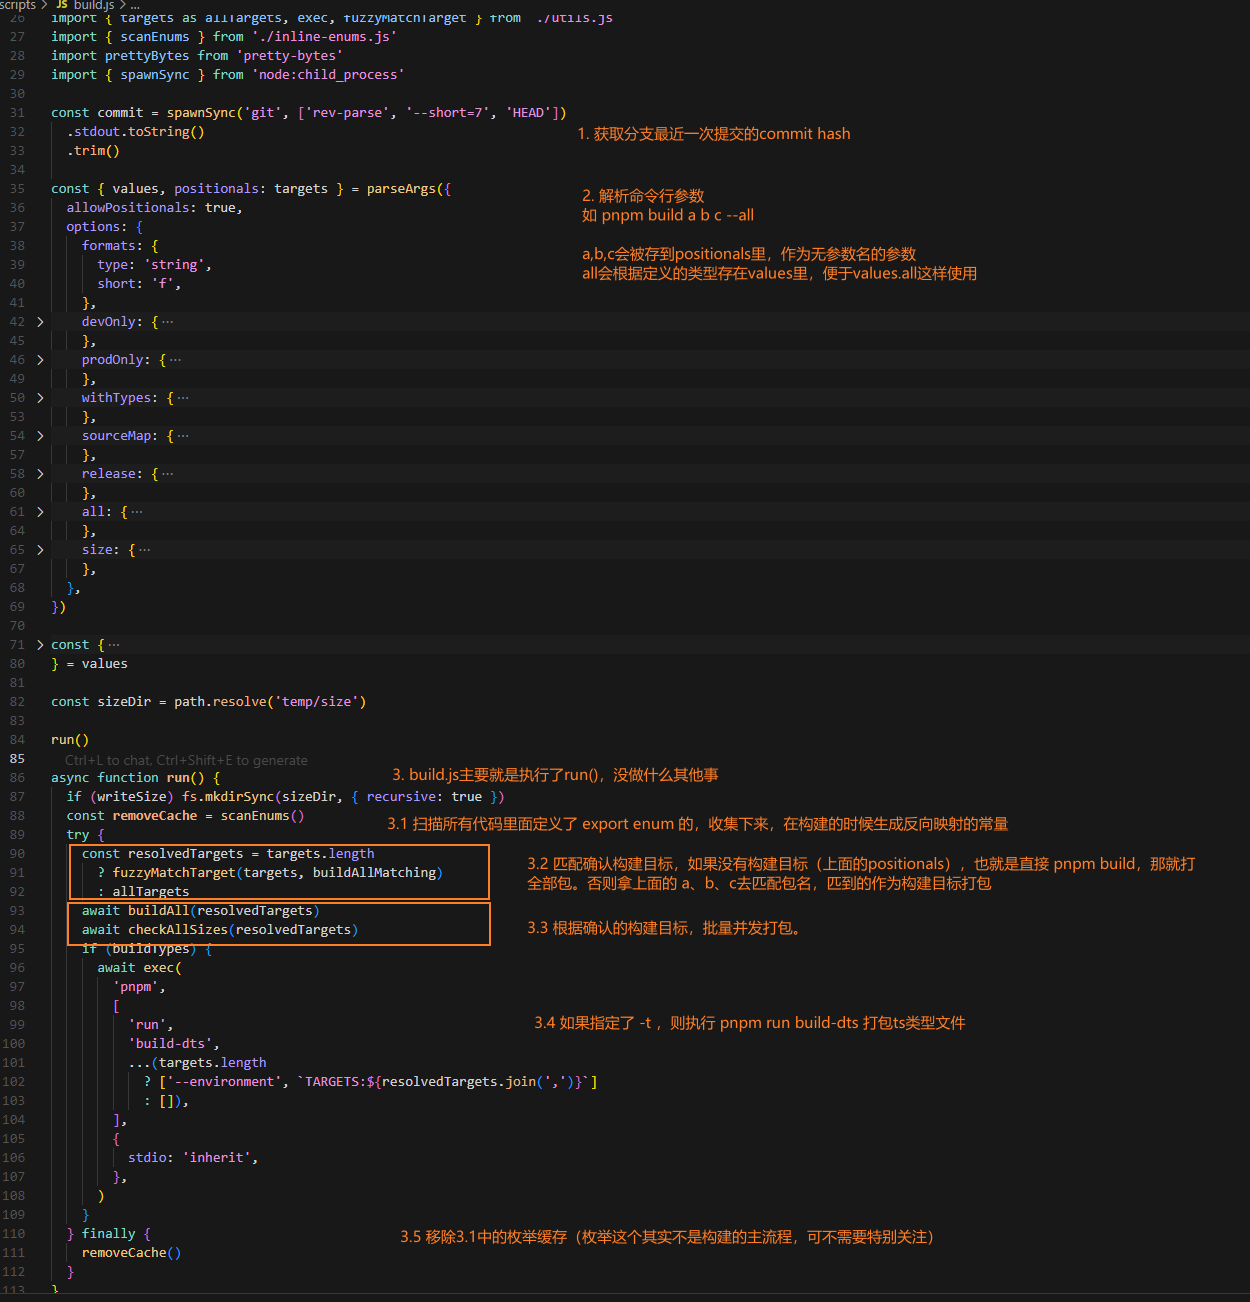 scripts > JS build.js > ...
26 import { targets as allTargets, exec, fuzzyMatchTarget } from './utils.js'
27 import { scanEnums } from './inline-enums.js'
28 import prettyBytes from 'pretty-bytes'
29 import { spawnSync } from 'node:child_process'
30
31 const commit = spawnSync('git', ['rev-parse', '--short=7', 'HEAD'])
32 .stdout.toString()
1. 获取分支最近一次提交的commit hash
33 .trim()
34
35 const { values, positionals: targets } = parseArgs({
2. 解析命令行参数
36 allowPositionals: true,
如 pnpm build a b c --all
37 options: {
38 formats: {
a,b,c会被存到positionals里，作为无参数名的参数
39 type: 'string',
all会根据定义的类型存在values里，便于values.all这样使用
40 short: 'f',
41 },
42 > devOnly: { ···
45 },
46 > prodOnly: { ···
49 },
50 > withTypes: { ···
53 },
54 > sourceMap: { ···
57 },
58 > release: { ···
60 },
61 > all: { ···
64 },
65 > size: { ···
67 },
68 },
69 })
70
71 > const { ···
80 } = values
81
82 const sizeDir = path.resolve('temp/size')
83
84 run()
85 Ctrl+L to chat, Ctrl+Shift+E to generate
86 async function run() {
3. build.js主要就是执行了run()，没做什么其他事
87 if (writeSize) fs.mkdirSync(sizeDir, { recursive: true })
88 const removeCache = scanEnums()
3.1 扫描所有代码里面定义了 export enum 的，收集下来，在构建的时候生成反向映射的常量
89 try {
90 const resolvedTargets = targets.length
3.2 匹配确认构建目标，如果没有构建目标（上面的positionals），也就是直接 pnpm build，那就打
91 ? fuzzyMatchTarget(targets, buildAllMatching)
全部包。否则拿上面的 a、b、c去匹配包名，匹到的作为构建目标打包
92 : allTargets
93 await buildAll(resolvedTargets)
3.3 根据确认的构建目标，批量并发打包。
94 await checkAllSizes(resolvedTargets)
95 if (buildTypes) {
96 await exec(
97 'pnpm',
98 [
99 'run',
3.4 如果指定了 -t ，则执行 pnpm run build-dts 打包ts类型文件
100 'build-dts',
101 ...(targets.length
102 ? ['--environment', `TARGETS:${resolvedTargets.join(',')}`]
103 : []),
104 ],
105 {
106 stdio: 'inherit',
107 },
108 )
109 }
110 } finally {
3.5 移除3.1中的枚举缓存（枚举这个其实不是构建的主流程，可不需要特别关注）
111 removeCache()
112 }
113 }